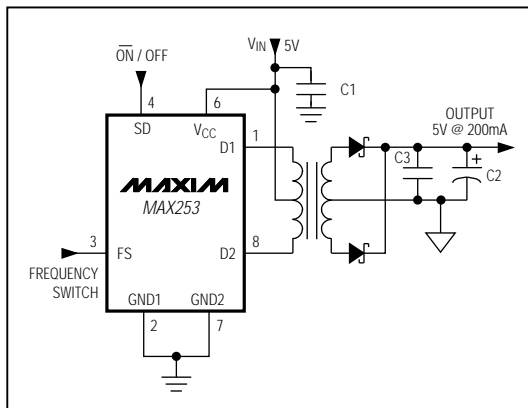 VIN 5V
ON / OFF
C1
4
6
OUTPUT
5V @ 200mA
SD
VCC
D1
1
C3
+
C2
MAXIM
MAX253
3
FS
D2
8
FREQUENCY
SWITCH
GND1
GND2
2
7